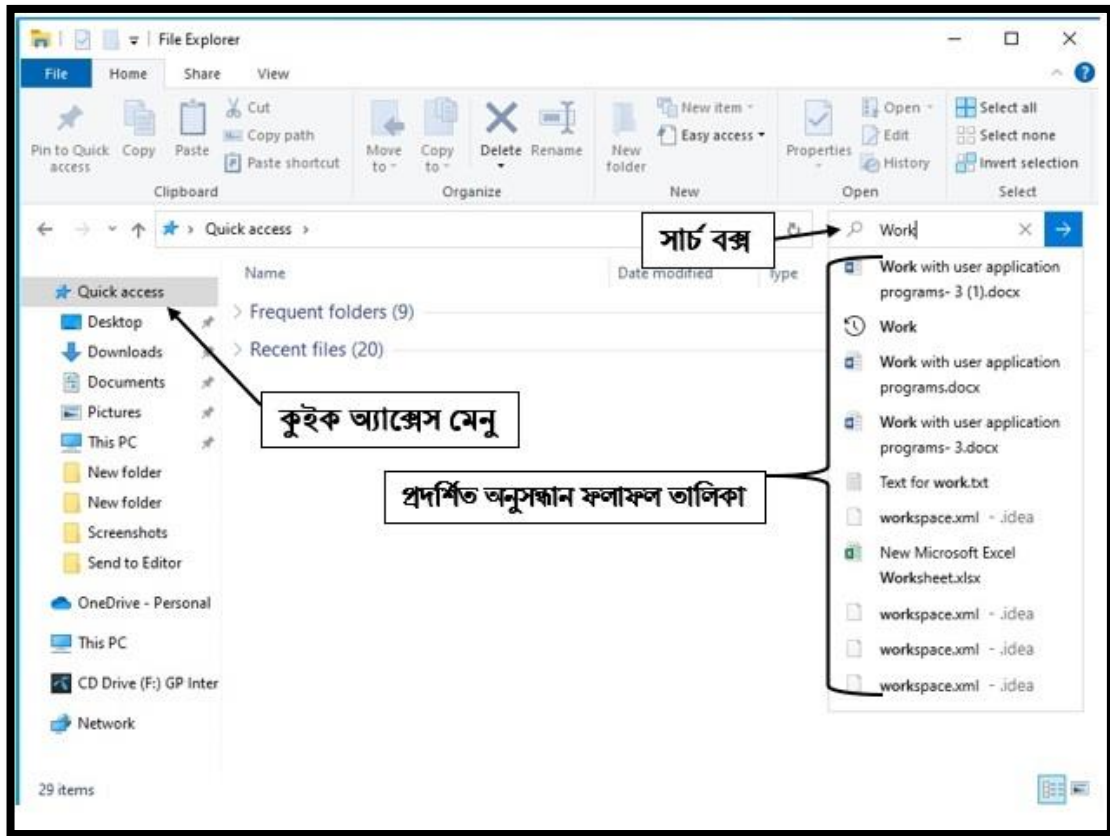 File Explorer
File Home Share View
Pin to Quick access
Copy
Paste
Cut
Copy path
Paste shortcut
Clipboard
Move to
Copy to
Delete
Rename
Organize
New folder
New item
Easy access
New
Properties
Open
Edit
History
Open
Select all
Select none
Invert selection
Select
Quick access
সার্চ বক্স
Work
Name Date modified Type
Quick access
Desktop
Downloads
Documents
Pictures
This PC
New folder
New folder
Screenshots
Send to Editor
OneDrive - Personal
This PC
CD Drive (F:) GP Inter
Network
Frequent folders (9)
Recent files (20)
কুইক অ্যাক্সেস মেনু
প্রদর্শিত অনুসন্ধান ফলাফল তালিকা
Work with user application
programs- 3 (1).docx
Work
Work with user application
programs.docx
Work with user application
programs- 3.docx
Text for work.txt
workspace.xml - .idea
New Microsoft Excel
Worksheet.xlsx
workspace.xml - .idea
workspace.xml - .idea
workspace.xml - .idea
29 items